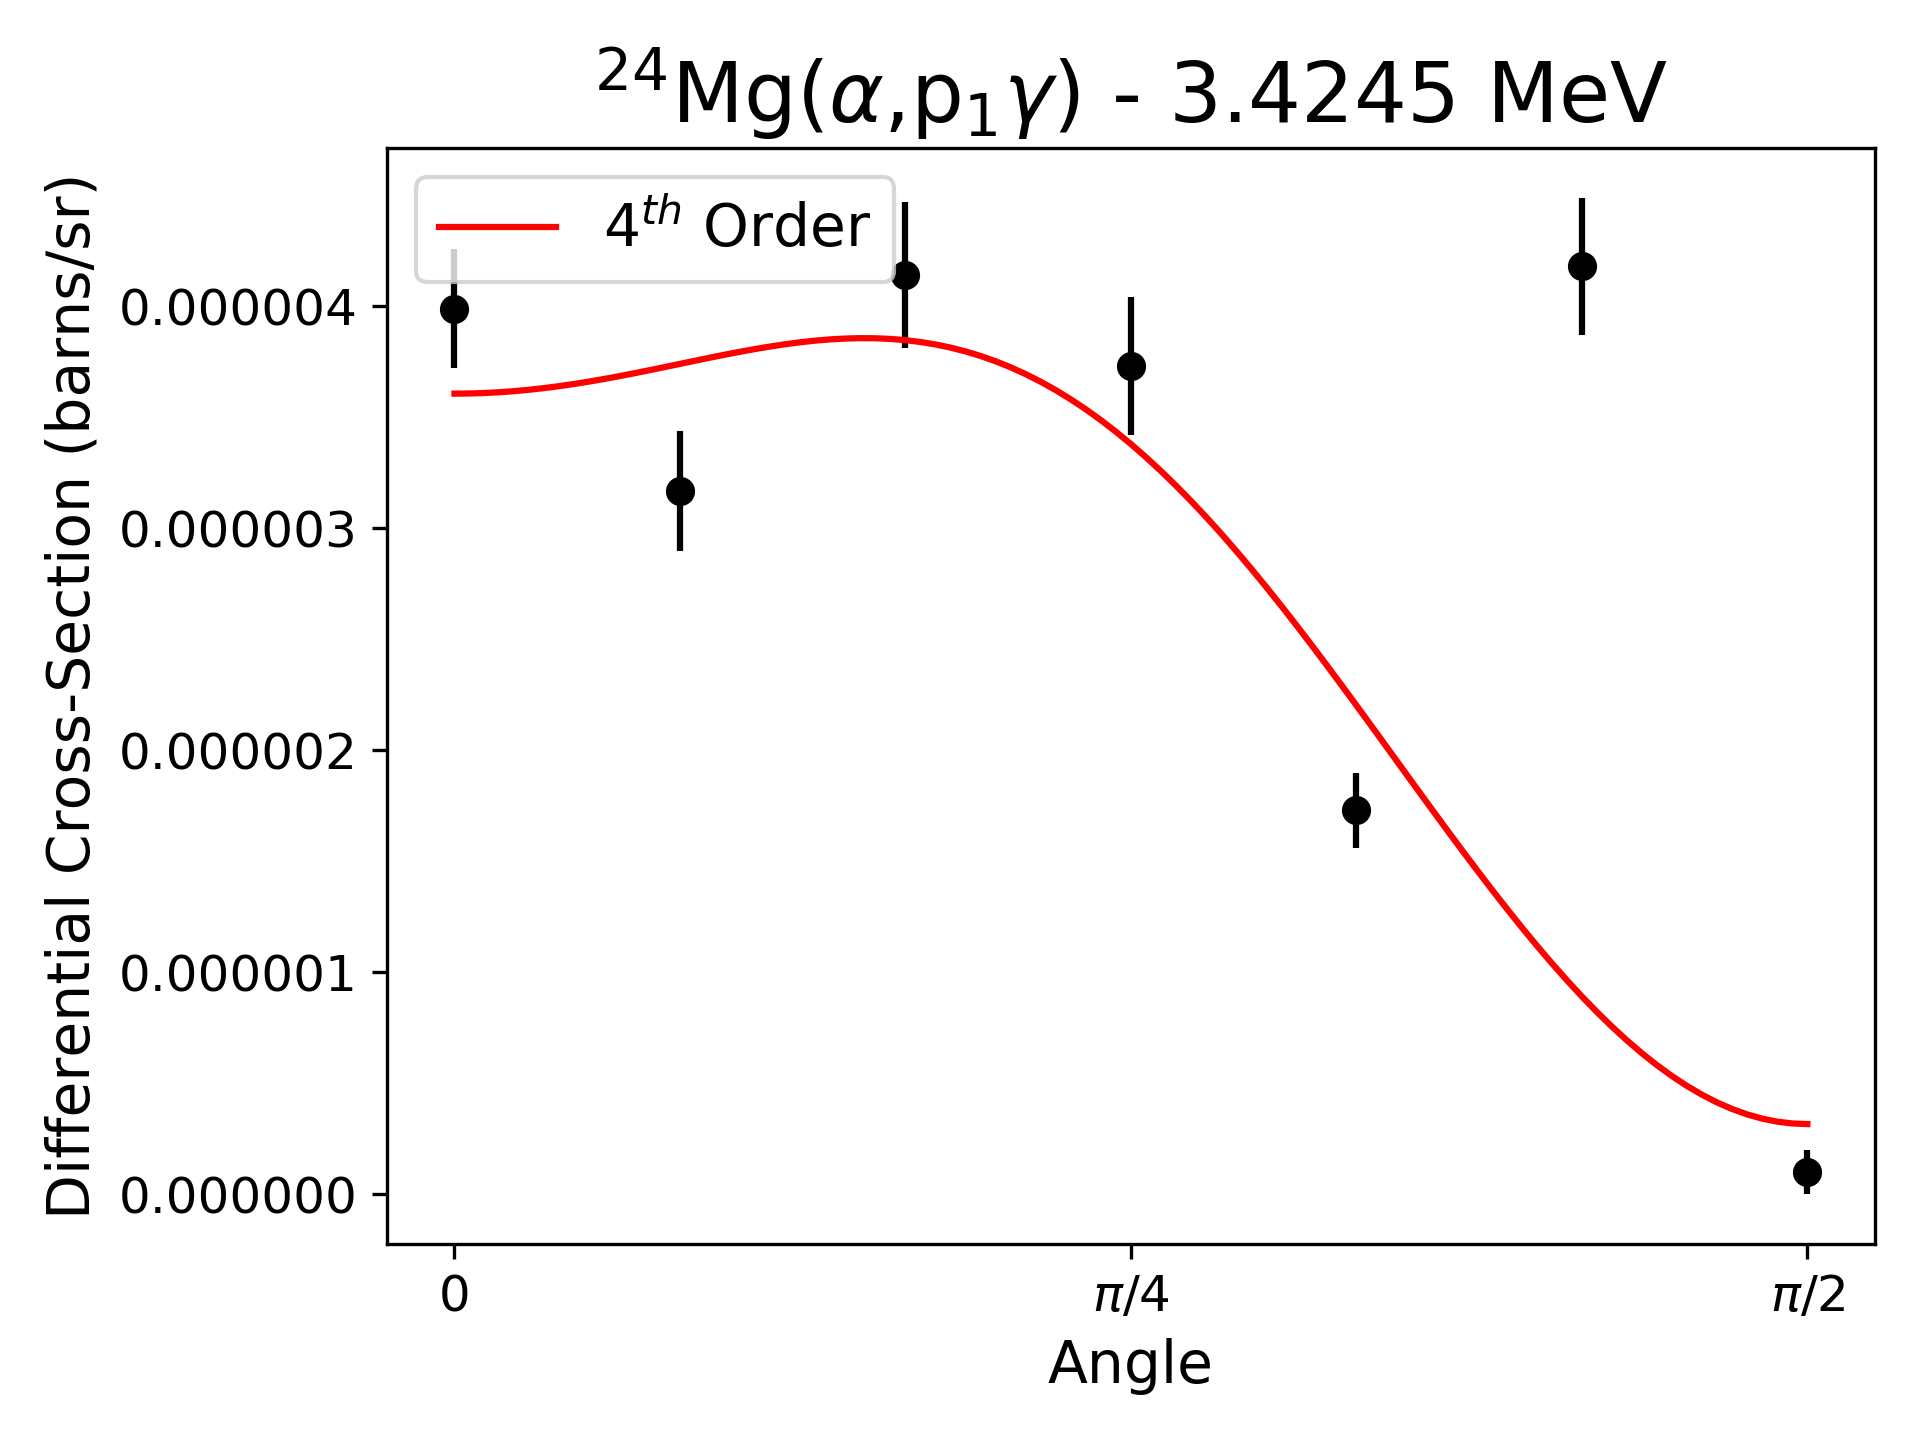 ²⁴Mg(α,p₁γ) - 3.4245 MeV
4ᵗʰ Order
Differential Cross-Section (barns/sr)
0.000004
0.000003
0.000002
0.000001
0.000000
0
π/4
π/2
Angle